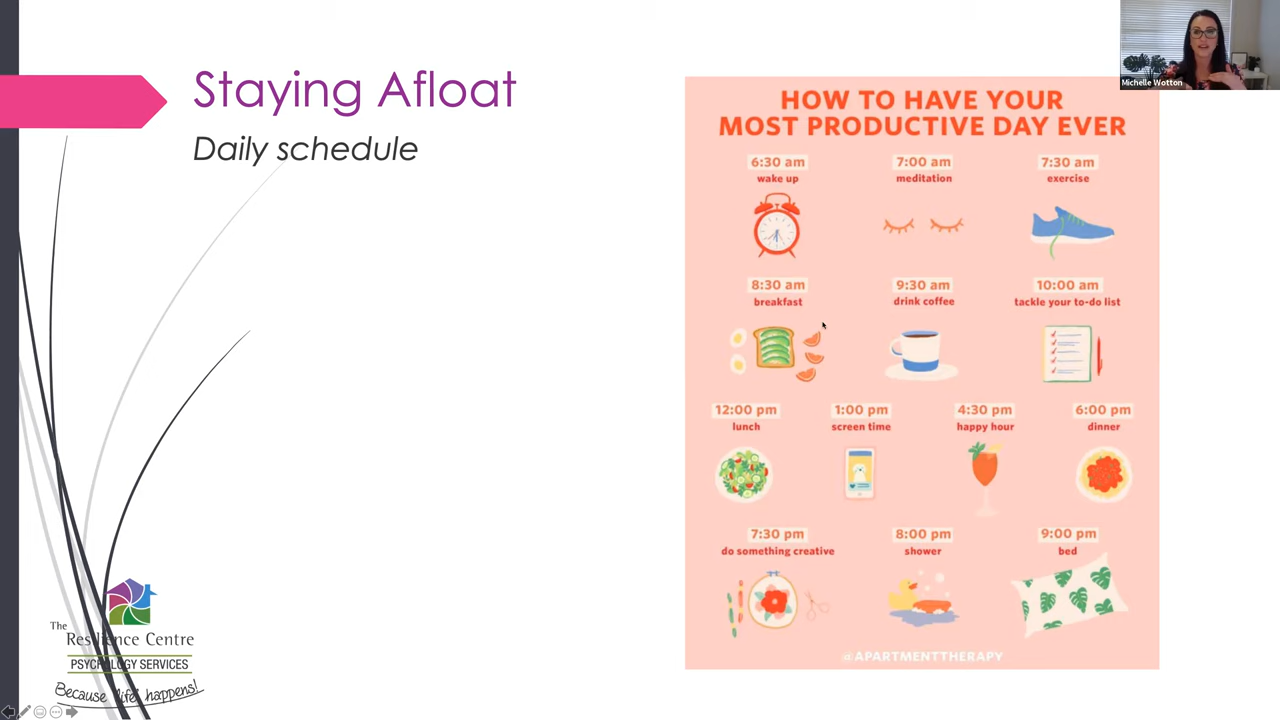 Staying Afloat
Daily schedule
Michelle Wotton
HOW TO HAVE YOUR
MOST PRODUCTIVE DAY EVER
6:30 am
wake up
7:00 am
meditation
7:30 am
exercise
8:30 am
breakfast
9:30 am
drink coffee
10:00 am
tackle your to-do list
12:00 pm
lunch
1:00 pm
screen time
4:30 pm
happy hour
6:00 pm
dinner
7:30 pm
do something creative
8:00 pm
shower
9:00 pm
bed
@APARTMENTTHERAPY
The
Resilience Centre
PSYCHOLOGY SERVICES
Because 'life' happens!